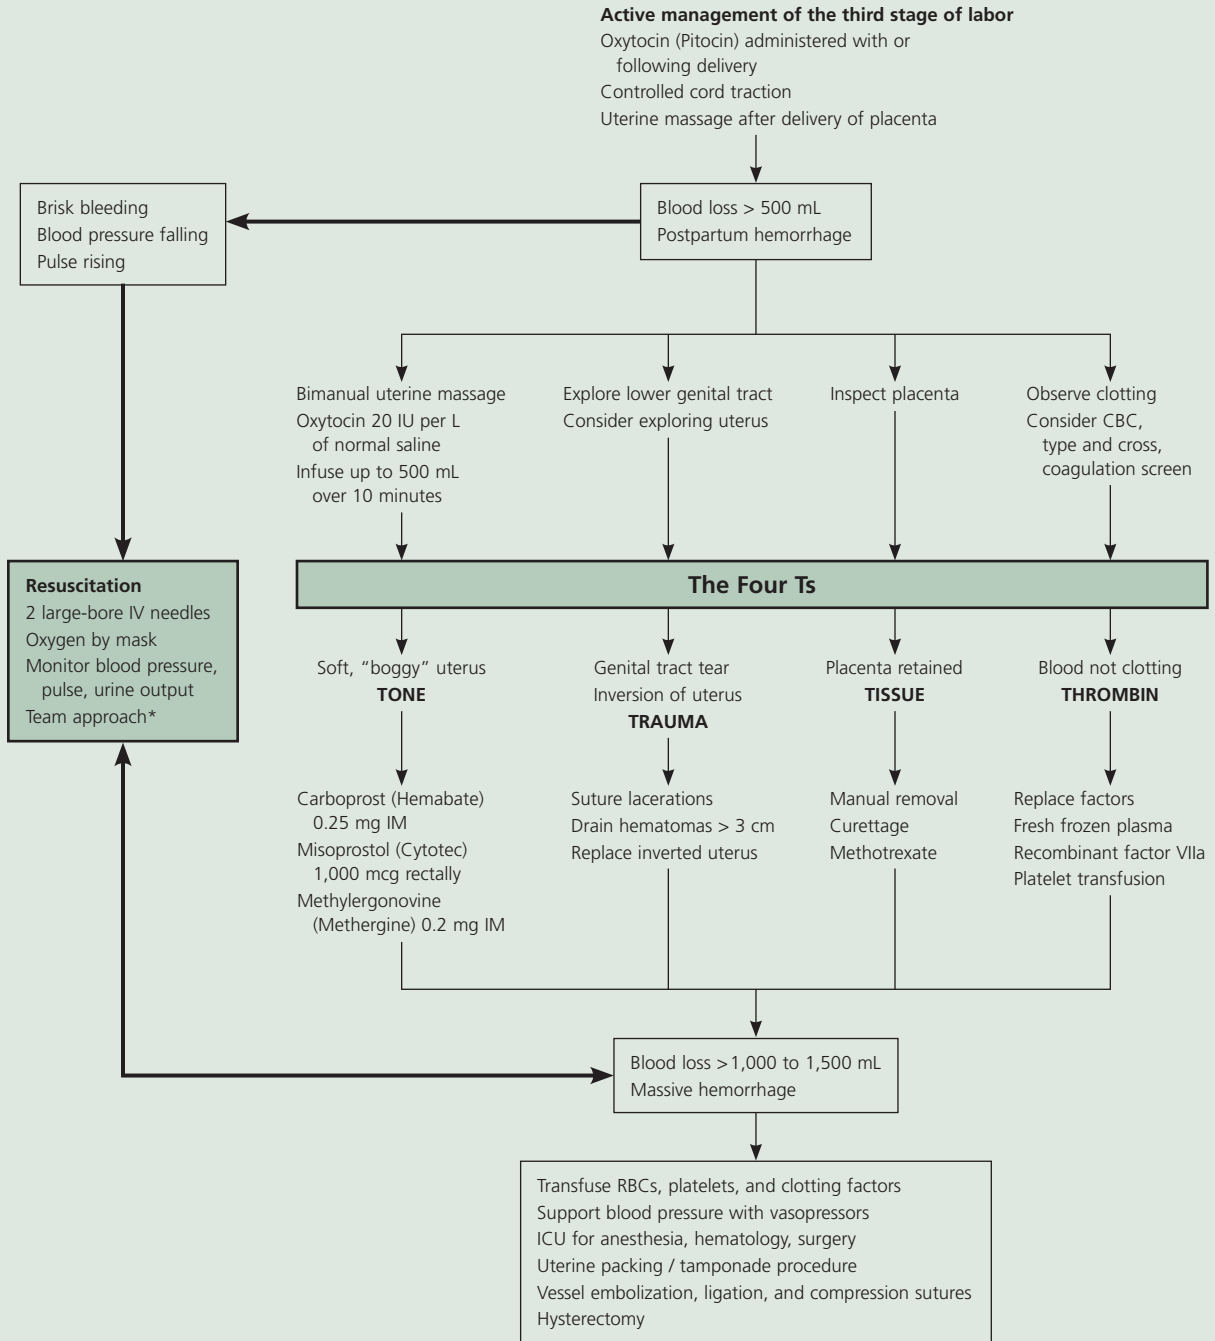 Active management of the third stage of labor
Oxytocin (Pitocin) administered with or
following delivery
Controlled cord traction
Uterine massage after delivery of placenta
Brisk bleeding
Blood pressure falling
Pulse rising
Blood loss > 500 mL
Postpartum hemorrhage
Bimanual uterine massage
Oxytocin 20 IU per L
of normal saline
Infuse up to 500 mL
over 10 minutes
Explore lower genital tract
Consider exploring uterus
Inspect placenta
Observe clotting
Consider CBC,
type and cross,
coagulation screen
Resuscitation
2 large-bore IV needles
Oxygen by mask
Monitor blood pressure,
pulse, urine output
Team approach*
The Four Ts
Soft, “boggy” uterus
TONE
Genital tract tear
Inversion of uterus
TRAUMA
Placenta retained
TISSUE
Blood not clotting
THROMBIN
Carboprost (Hemabate)
0.25 mg IM
Misoprostol (Cytotec)
1,000 mcg rectally
Methylergonovine
(Methergine) 0.2 mg IM
Suture lacerations
Drain hematomas > 3 cm
Replace inverted uterus
Manual removal
Curettage
Methotrexate
Replace factors
Fresh frozen plasma
Recombinant factor VIIa
Platelet transfusion
Blood loss >1,000 to 1,500 mL
Massive hemorrhage
Transfuse RBCs, platelets, and clotting factors
Support blood pressure with vasopressors
ICU for anesthesia, hematology, surgery
Uterine packing / tamponade procedure
Vessel embolization, ligation, and compression sutures
Hysterectomy